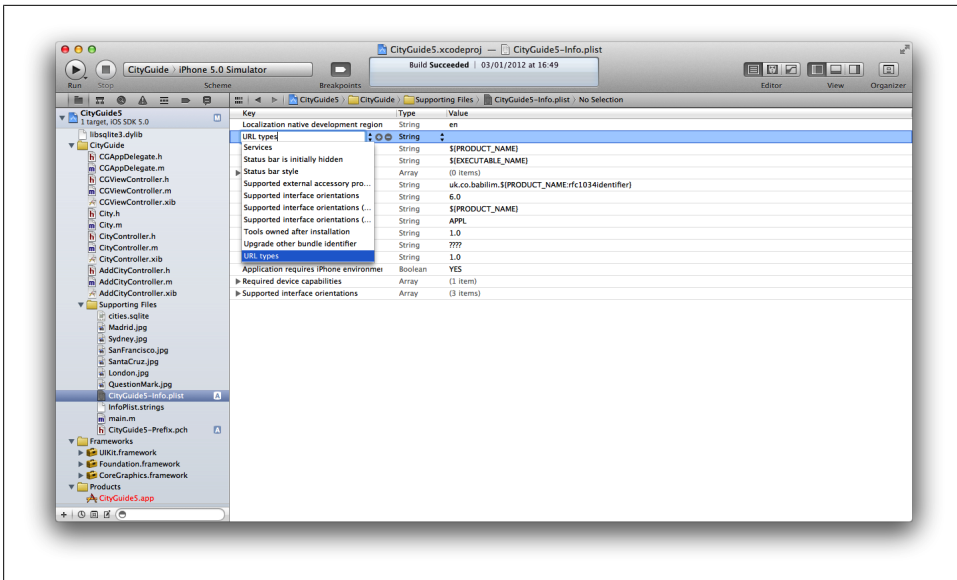 CityGuide5.xcodeproj — CityGuide5-Info.plist
CityGuide › iPhone 5.0 Simulator
Build Succeeded | 03/01/2012 at 16:49
Run Stop Scheme Breakpoints Editor View Organizer
CityGuide5 › CityGuide › Supporting Files › CityGuide5-Info.plist › No Selection
CityGuide5 M
1 target, iOS SDK 5.0
libsqlite3.dylib
CityGuide
h CGAppDelegate.h
m CGAppDelegate.m
h CGViewController.h
m CGViewController.m
CGViewController.xib
h City.h
m City.m
h CityController.h
m CityController.m
CityController.xib
h AddCityController.h
m AddCityController.m
AddCityController.xib
Supporting Files
cities.sqlite
Madrid.jpg
Sydney.jpg
SanFrancisco.jpg
SantaCruz.jpg
London.jpg
QuestionMark.jpg
CityGuide5-Info.plist A
InfoPlist.strings
m main.m
h CityGuide5-Prefix.pch A
Frameworks
UIKit.framework
Foundation.framework
CoreGraphics.framework
Products
CityGuide5.app
Key Type Value
Localization native development region String en
URL types String
Services String ${PRODUCT_NAME}
Status bar is initially hidden String ${EXECUTABLE_NAME}
Status bar style Array (0 items)
Supported external accessory pro... String uk.co.babilim.${PRODUCT_NAME:rfc1034identifier}
Supported interface orientations String 6.0
Supported interface orientations (... String ${PRODUCT_NAME}
Supported interface orientations (... String APPL
Tools owned after installation String 1.0
Upgrade other bundle identifier String ????
URL types String 1.0
Application requires iPhone environmer Boolean YES
Required device capabilities Array (1 item)
Supported interface orientations Array (3 items)